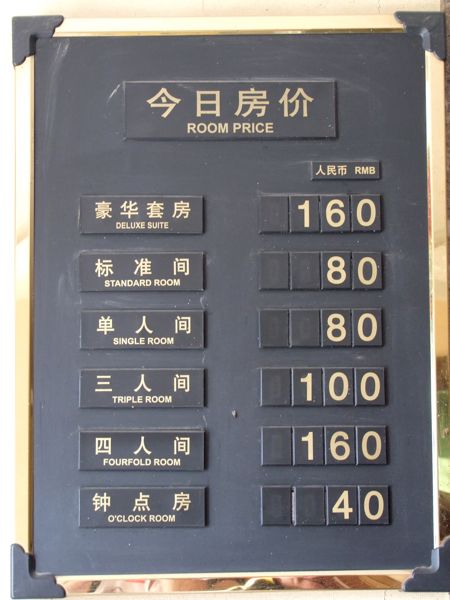 今日房价
ROOM PRICE
人民币 RMB
豪华套房 160
DELUXE SUITE
标准间 80
STANDARD ROOM
单人间 80
SINGLE ROOM
三人间 100
TRIPLE ROOM
四人间 160
FOURFOLD ROOM
钟点房 40
O'CLOCK ROOM